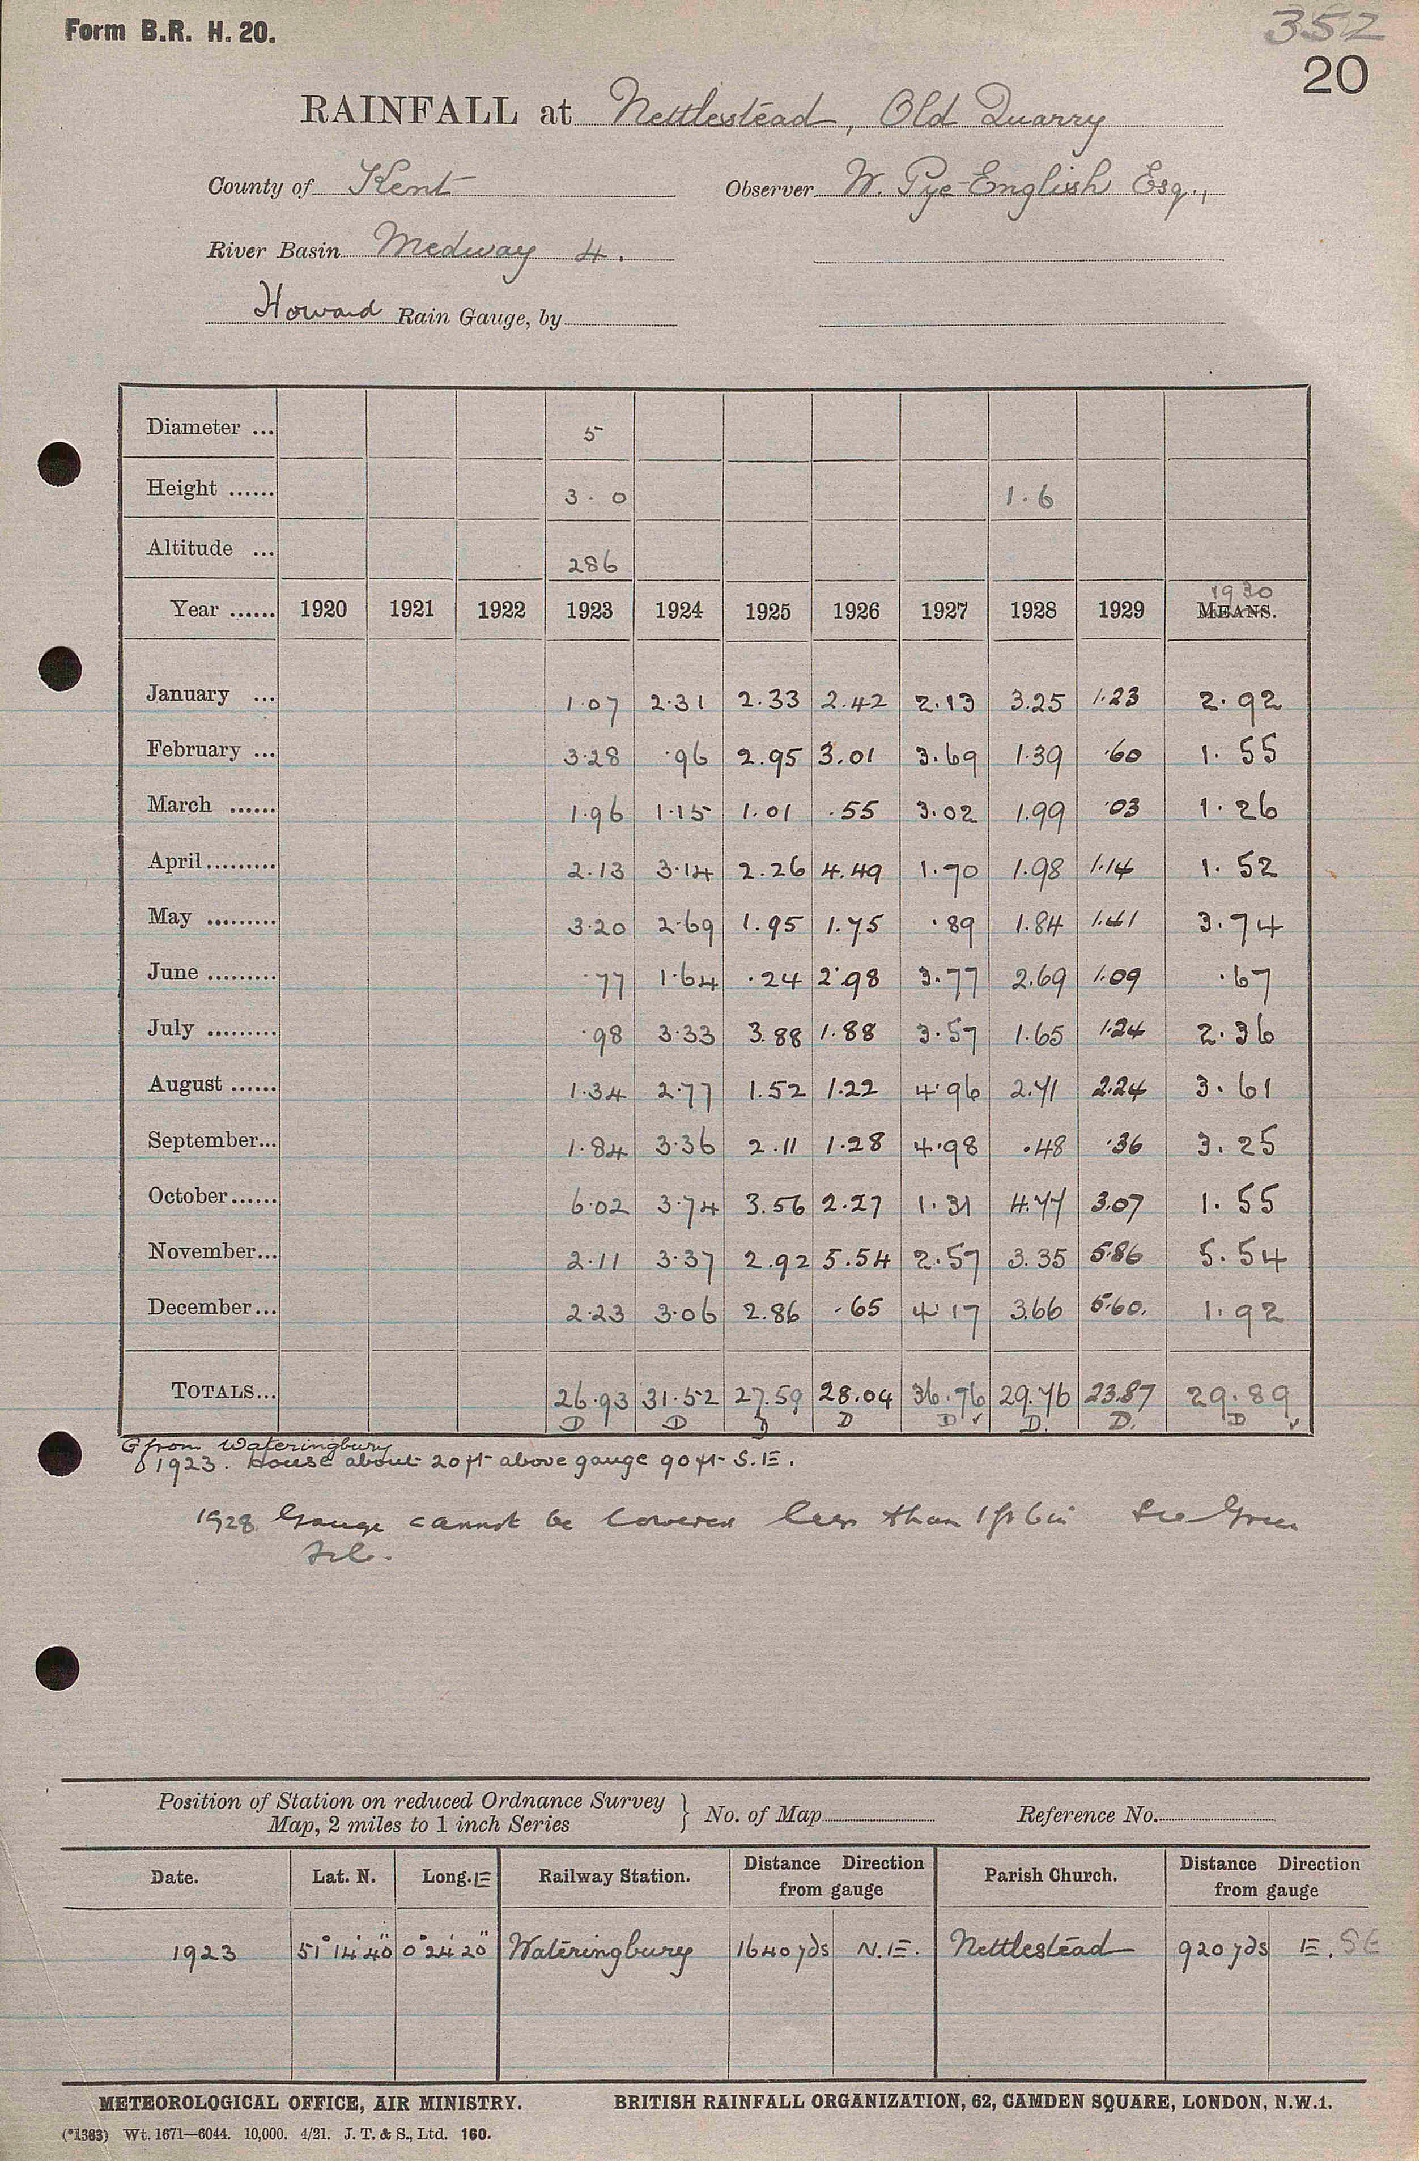 Form B.R. H. 20.
352
20
RAINFALL at Nettlestead, Old Quarry
County of Kent Observer W. Pye-English Esq.,
River Basin Medway 4.
Howard Rain Gauge, by
Diameter ... 5
Height ...... 3.0 1.6
Altitude ... 286
1930
Year ...... 1920 1921 1922 1923 1924 1925 1926 1927 1928 1929 MEANS.
January ... 1.07 2.31 2.33 2.42 2.13 3.25 1.23 2.92
February ... 3.28 .96 2.95 3.01 3.69 1.39 .60 1.55
March ...... 1.96 1.15 1.01 .55 3.02 1.99 .03 1.26
April ......... 2.13 3.14 2.26 4.49 1.70 1.98 1.14 1.52
May ......... 3.20 2.69 1.95 1.75 .89 1.84 1.41 3.74
June ......... .77 1.64 .24 2.98 3.77 2.69 1.09 .67
July ......... .98 3.33 3.88 1.88 3.57 1.65 1.24 2.36
August ...... 1.34 2.77 1.52 1.22 4.96 2.71 2.24 3.61
September... 1.84 3.36 2.11 1.28 4.98 .48 .36 3.25
October ...... 6.02 3.74 3.56 2.27 1.31 4.77 3.07 1.55
November... 2.11 3.37 2.92 5.54 2.57 3.35 5.86 5.54
December... 2.23 3.06 2.86 .65 4.17 3.66 5.60. 1.92
TOTALS... 26.93 31.52 27.59 28.04 36.76 29.76 23.87 29.89
D D D D D D. D. D
G from Wateringbury
1923. House about 20 ft above gauge 90 ft S.E.
1928 Gauge cannot be lowered less than 1 ft 6 in See Green
File.
Position of Station on reduced Ordnance Survey
Map, 2 miles to 1 inch Series } No. of Map Reference No.
Date. Lat. N. Long. E Railway Station. Distance Direction from gauge Parish Church. Distance Direction from gauge
1923 51° 14' 40" 0° 24' 20" Wateringbury 1640 yds N.E. Nettlestead 920 yds E. SE
METEOROLOGICAL OFFICE, AIR MINISTRY. BRITISH RAINFALL ORGANIZATION, 62, CAMDEN SQUARE, LONDON, N.W.1.
(*1363) Wt. 1671—6044. 10,000. 4/21. J. T. & S., Ltd. 160.